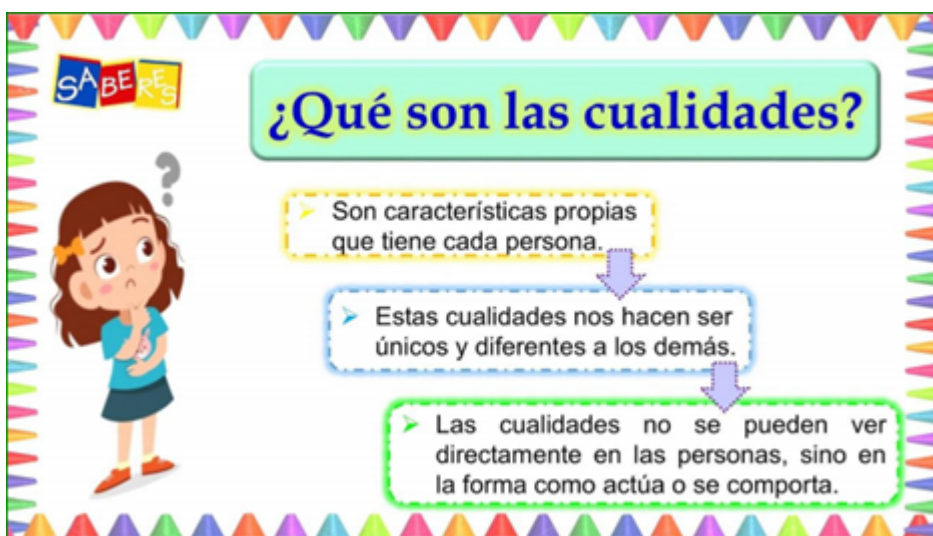 SABERES
¿Qué son las cualidades?
?
➢ Son características propias
que tiene cada persona.
➢ Estas cualidades nos hacen ser
únicos y diferentes a los demás.
➢ Las cualidades no se pueden ver
directamente en las personas, sino en
la forma como actúa o se comporta.